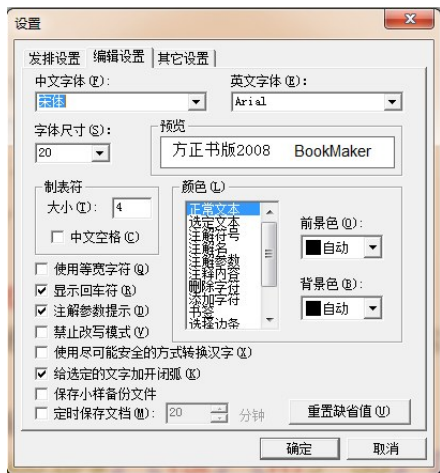 设置
发排设置 编辑设置 其它设置
中文字体(F): 英文字体(E):
宋体 Arial
字体尺寸(S): 预览
20 方正书版2008 BookMaker
制表符 颜色(L)
大小(T): 4 正常文本
选定文本
注解符号 前景色(O):
中文空格(C) 注解名 自动
注解参数
使用等宽字符(Q) 注释内容
显示回车符(R) 删除字符 背景色(B):
注解参数提示(D) 添加字符 自动
书签
禁止改写模式(V) 选择边条
使用尽可能安全的方式转换汉字(X)
给选定的文字加开闭弧(K)
保存小样备份文件
定时保存文档(M): 20 分钟 重置缺省值(U)
确定 取消